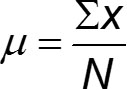 μ = Σx / N